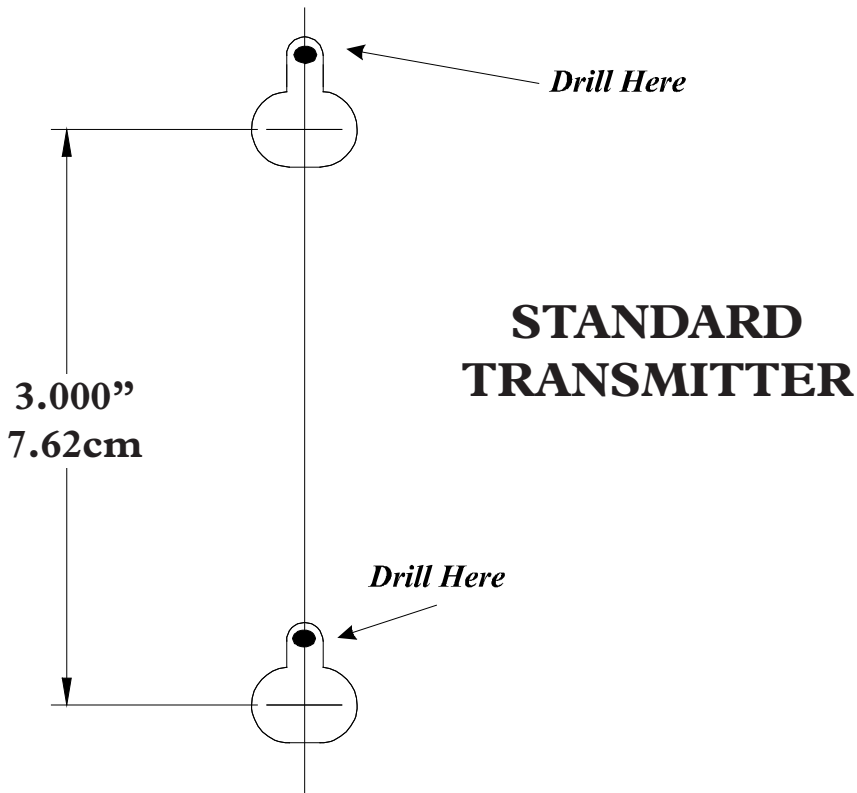 Drill Here
STANDARD
TRANSMITTER
3.000”
7.62cm
Drill Here